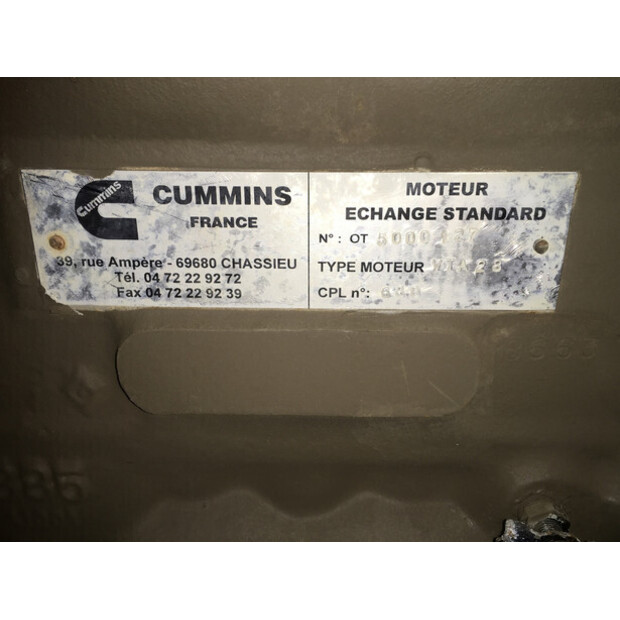 Cummins
CUMMINS
FRANCE
39, rue Ampère - 69680 CHASSIEU
Tél. 04 72 22 92 72
Fax 04 72 22 92 39
MOTEUR
ECHANGE STANDARD
N° : OT
TYPE MOTEUR
CPL n°: